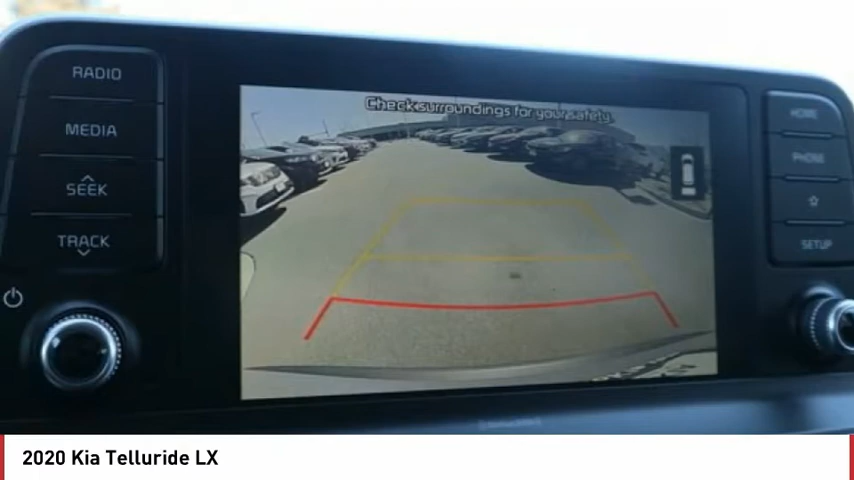 RADIO
MEDIA
SEEK
TRACK
Check surroundings for your safety
HOME
PHONE
SETUP
2020 Kia Telluride LX